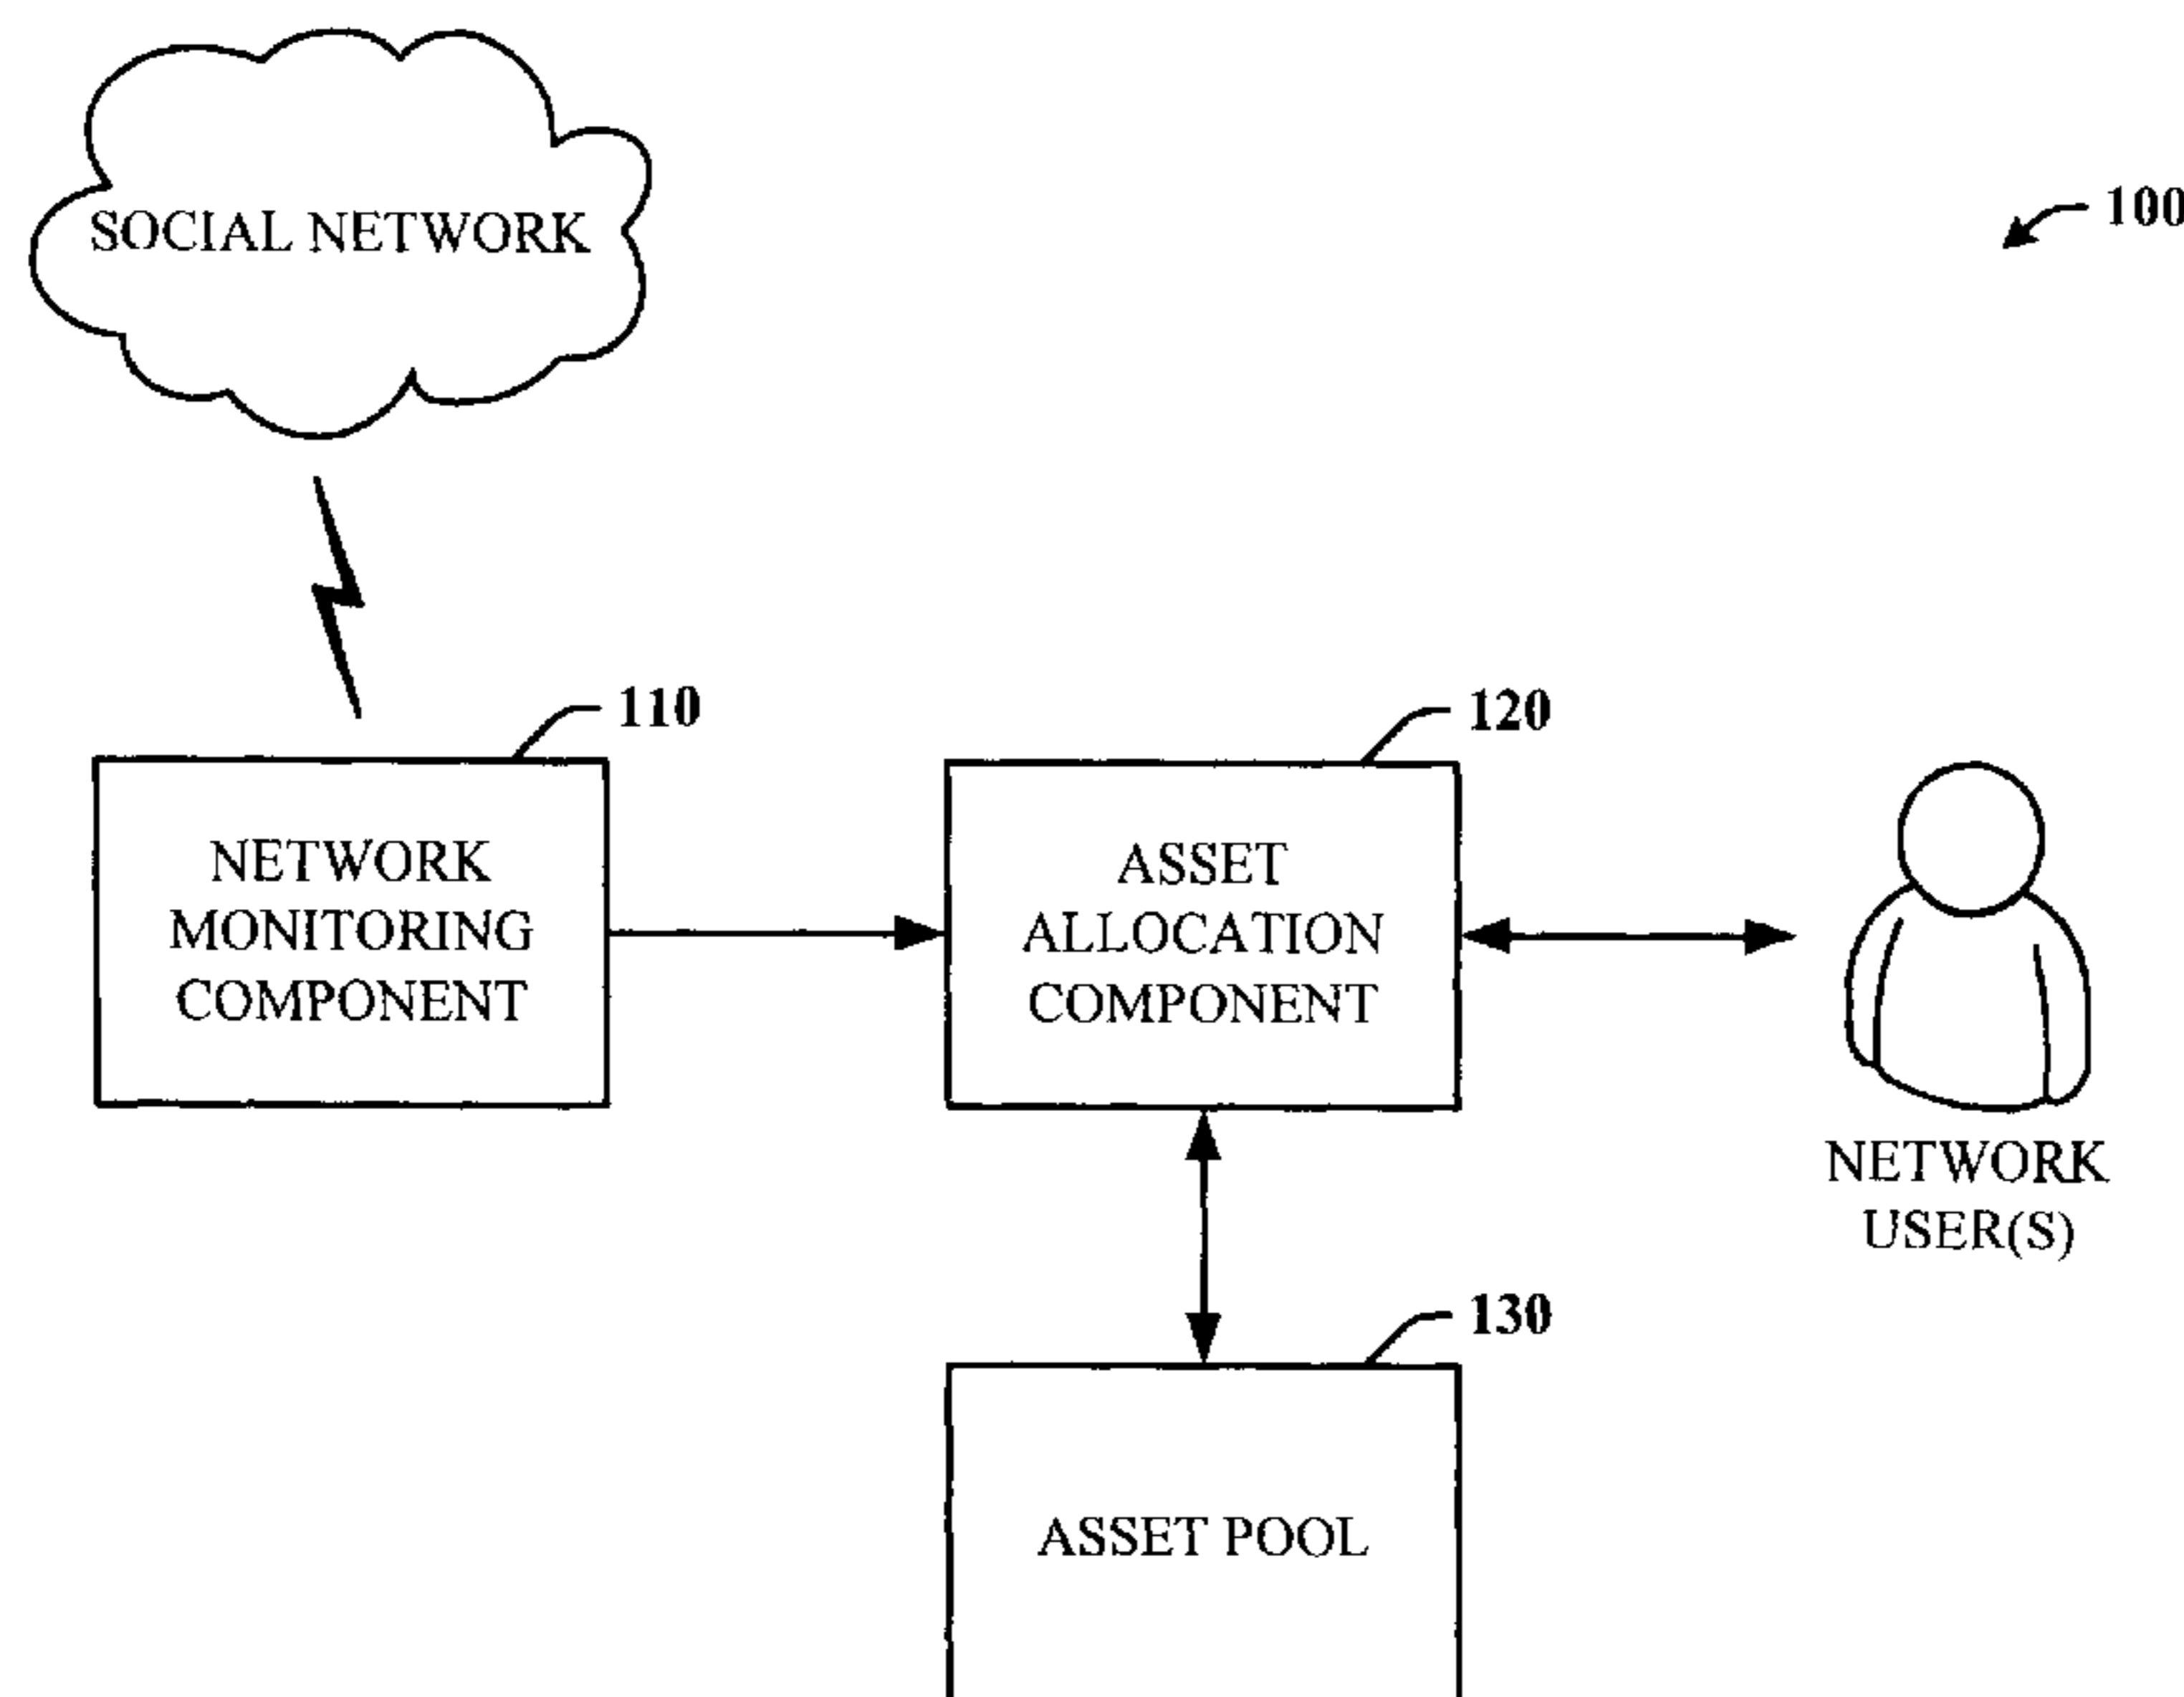 SOCIAL NETWORK
100
110
120
NETWORK
MONITORING
COMPONENT
ASSET
ALLOCATION
COMPONENT
NETWORK
USER(S)
130
ASSET POOL